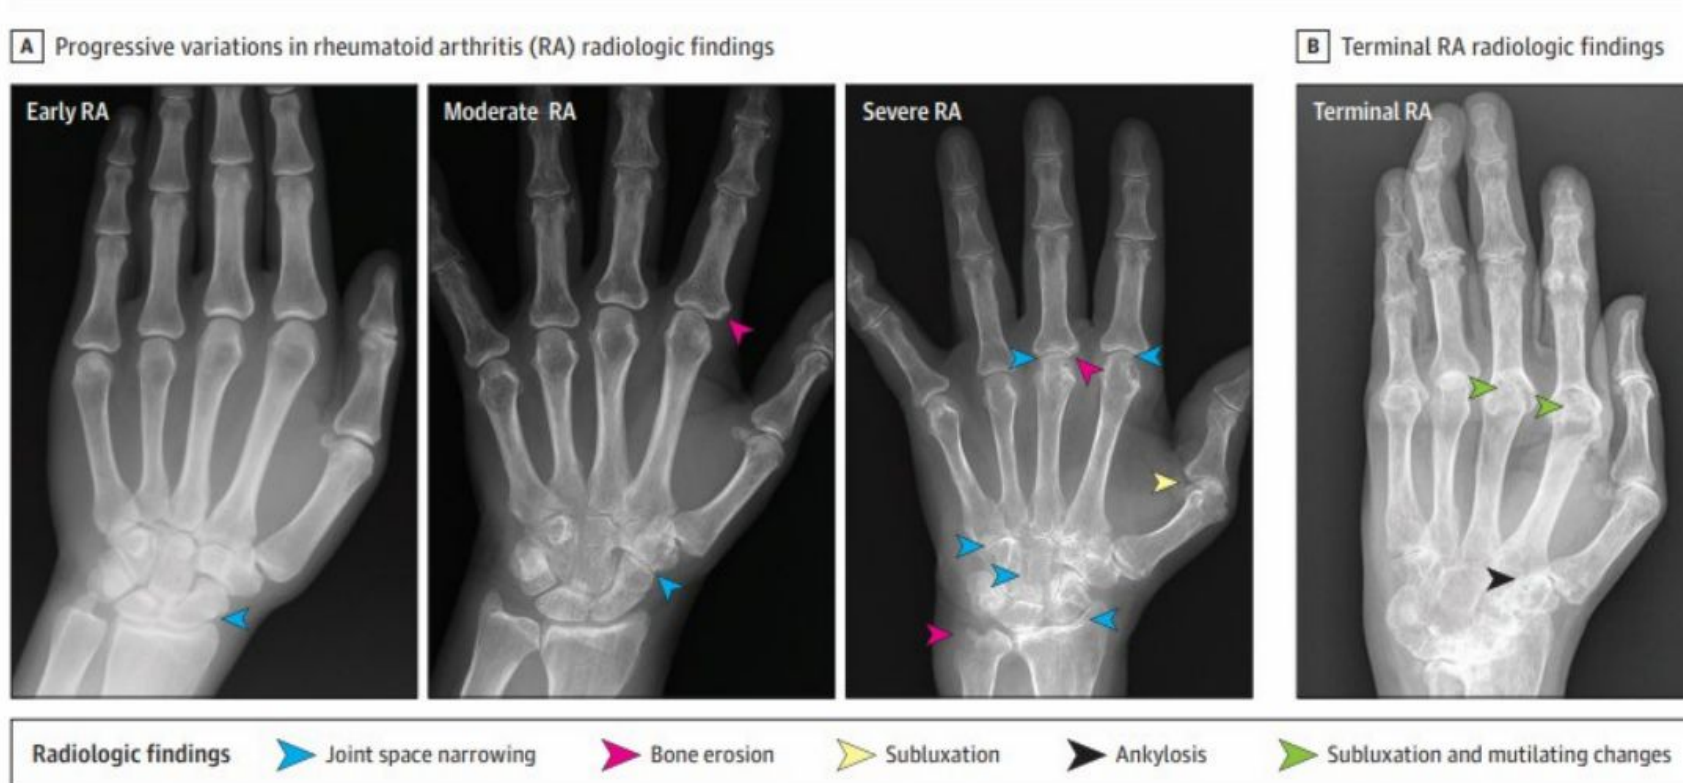 A Progressive variations in rheumatoid arthritis (RA) radiologic findings
B Terminal RA radiologic findings
Early RA
Moderate RA
Severe RA
Terminal RA
Radiologic findings Joint space narrowing Bone erosion Subluxation Ankylosis Subluxation and mutilating changes